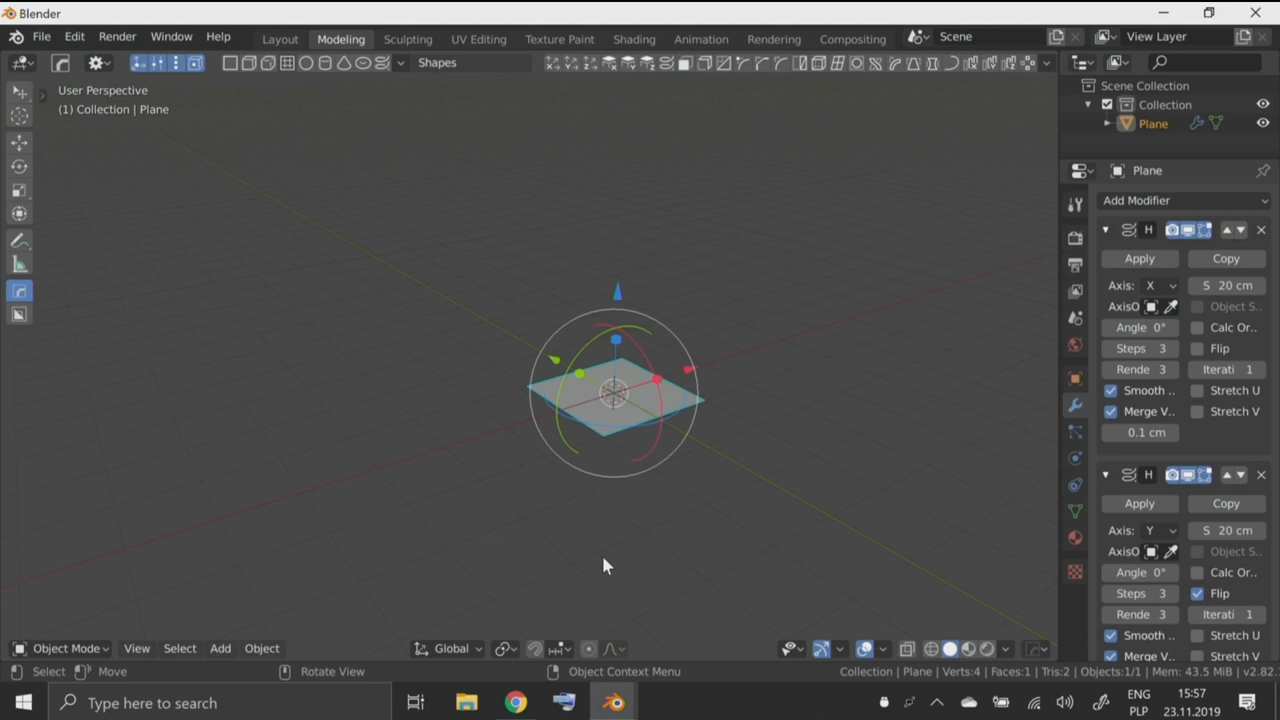 Blender
File Edit Render Window Help Layout Modeling Sculpting UV Editing Texture Paint Shading Animation Rendering Compositing Scene View Layer
Shapes
User Perspective
(1) Collection | Plane
Scene Collection
Collection
Plane
Plane
Add Modifier
H
Apply Copy
Axis: X S 20 cm
AxisO Object S..
Angle 0° Calc Or..
Steps 3 Flip
Rende 3 Iterati 1
Smooth .. Stretch U
Merge V.. Stretch V
0.1 cm
H
Apply Copy
Axis: Y S 20 cm
AxisO Object S..
Angle 0° Calc Or..
Steps 3 Flip
Rende 3 Iterati 1
Smooth .. Stretch U
Merge V.. Stretch V
Object Mode View Select Add Object Global
Select Move Rotate View Object Context Menu Collection | Plane | Verts:4 | Faces:1 | Tris:2 | Objects:1/1 | Mem: 43.5 MiB | v2.82.
Type here to search
ENG 15:57
PLP 23.11.2019